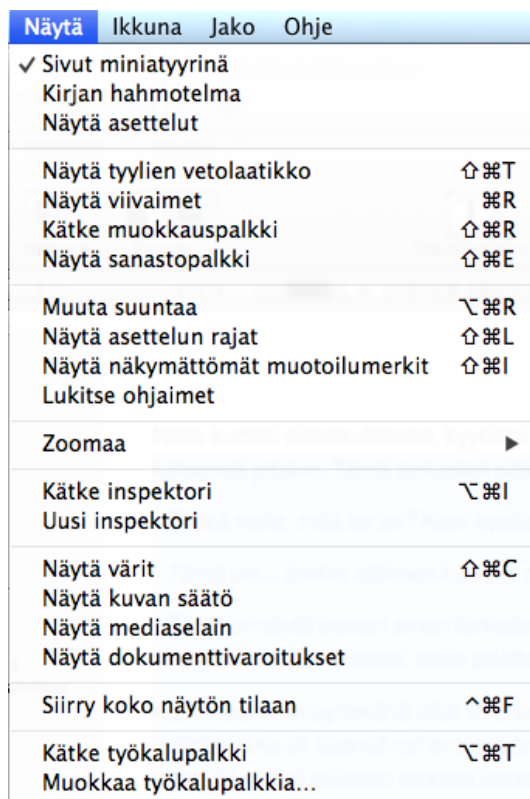 Näytä Ikkuna Jako Ohje
✓ Sivut miniatyyrinä
Kirjan hahmotelma
Näytä asettelut
Näytä tyylien vetolaatikko ⇧⌘T
Näytä viivaimet ⌘R
Kätke muokkauspalkki ⇧⌘R
Näytä sanastopalkki ⇧⌘E
Muuta suuntaa ⌥⌘R
Näytä asettelun rajat ⇧⌘L
Näytä näkymättömät muotoilumerkit ⇧⌘I
Lukitse ohjaimet
Zoomaa ▶
Kätke inspektori ⌥⌘I
Uusi inspektori
Näytä värit ⇧⌘C
Näytä kuvan säätö
Näytä mediaselain
Näytä dokumenttivaroitukset
Siirry koko näytön tilaan ^⌘F
Kätke työkalupalkki ⌥⌘T
Muokkaa työkalupalkkia...